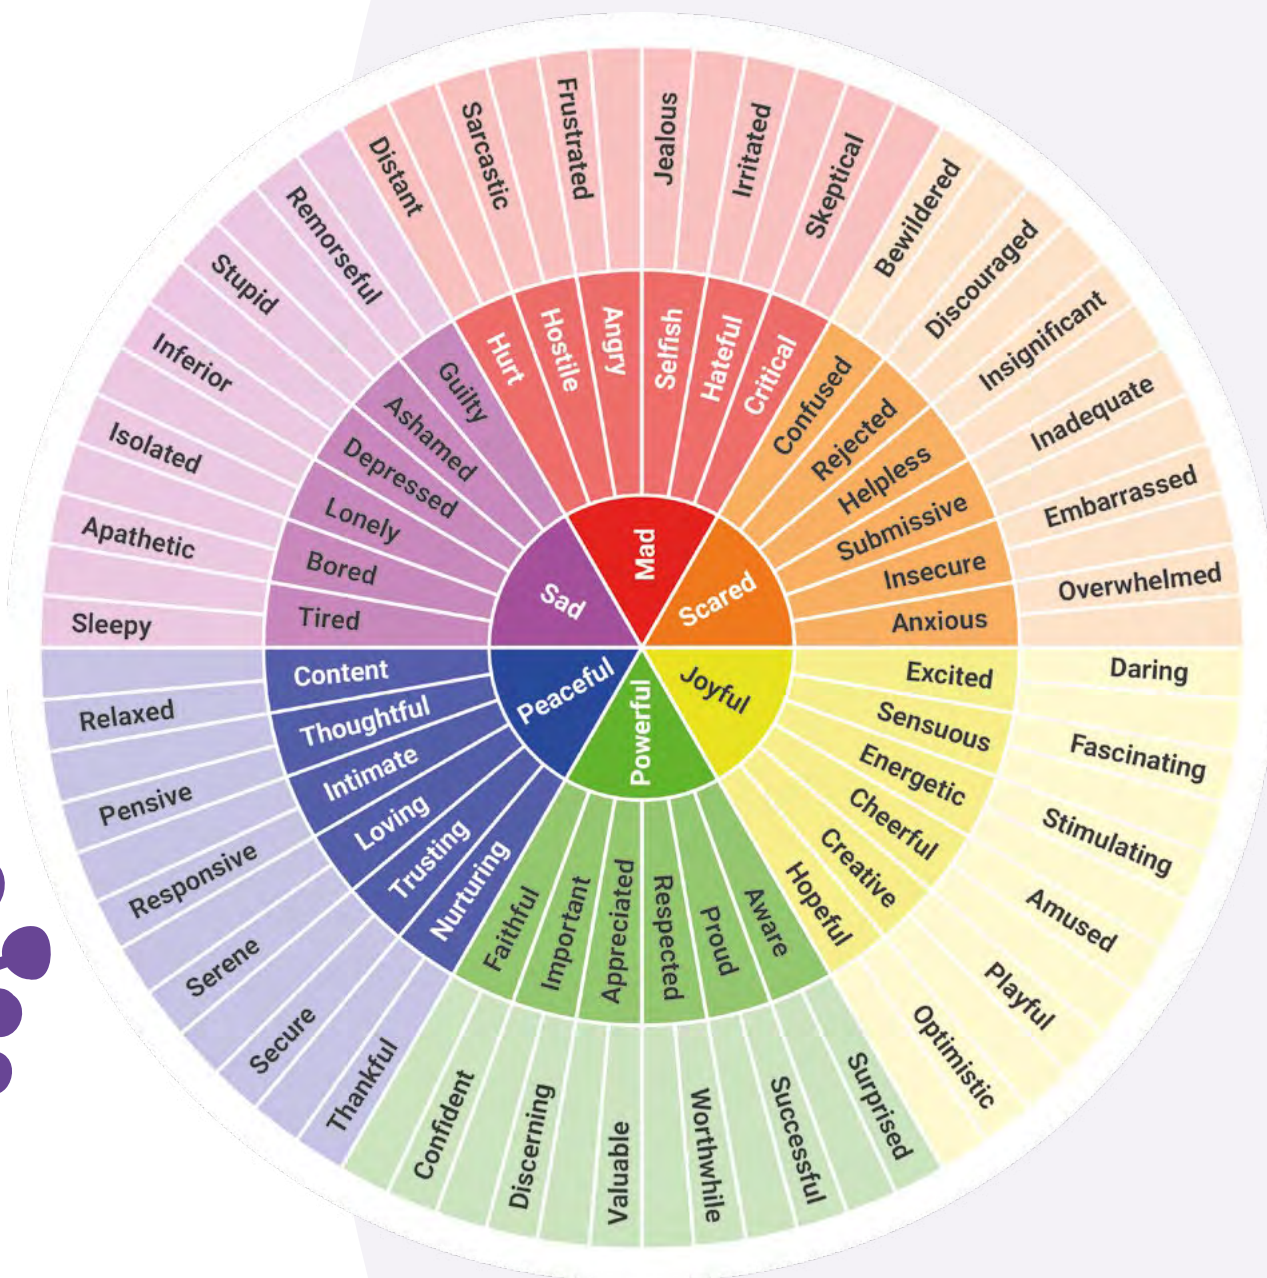 Mad
Scared
Joyful
Powerful
Peaceful
Sad
Hurt
Hostile
Angry
Selfish
Hateful
Critical
Confused
Rejected
Helpless
Submissive
Insecure
Anxious
Excited
Sensuous
Energetic
Cheerful
Creative
Hopeful
Aware
Proud
Respected
Appreciated
Important
Faithful
Nurturing
Trusting
Loving
Intimate
Thoughtful
Content
Tired
Bored
Lonely
Depressed
Ashamed
Guilty
Distant
Sarcastic
Frustrated
Jealous
Irritated
Skeptical
Bewildered
Discouraged
Insignificant
Inadequate
Embarrassed
Overwhelmed
Daring
Fascinating
Stimulating
Amused
Playful
Optimistic
Surprised
Successful
Worthwhile
Valuable
Discerning
Confident
Thankful
Secure
Serene
Responsive
Pensive
Relaxed
Sleepy
Apathetic
Isolated
Inferior
Stupid
Remorseful